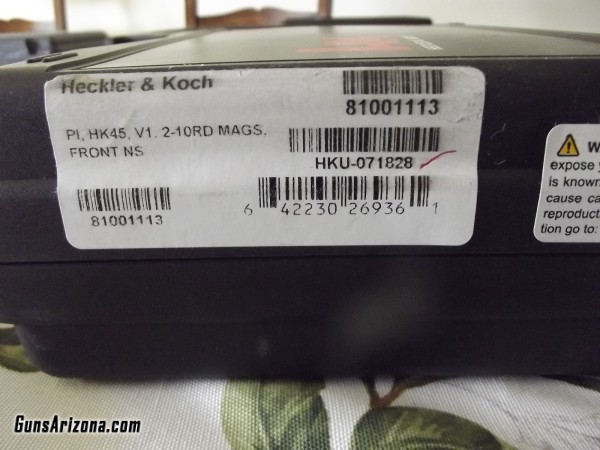 Heckler & Koch
81001113
PI, HK45, V1. 2-10RD MAGS.
FRONT NS
HKU-071828
81001113
6 42230 26936 1
W
expose y
is known
cause ca
reproduct
tion go to:
GunsArizona.com